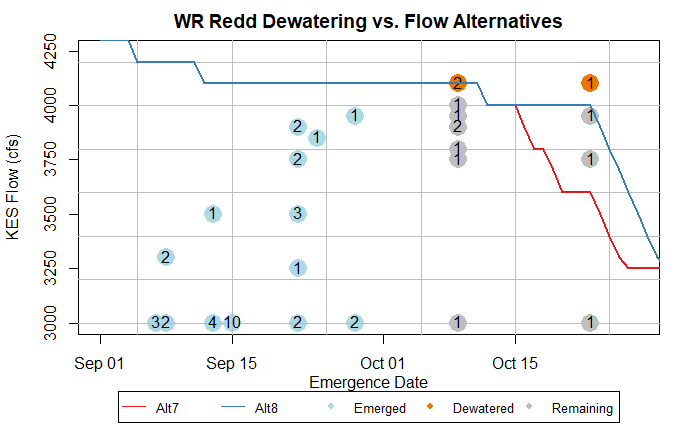 WR Redd Dewatering vs. Flow Alternatives
KES Flow (cfs)
4250
4000
3750
3500
3250
3000
2 1
1 1 1
2 1 2
1
2 1 1
1
1 3
2
1
32 4 10 2 2 1 1
Sep 01 Sep 15 Oct 01 Oct 15
Emergence Date
Alt7 Alt8 Emerged Dewatered Remaining